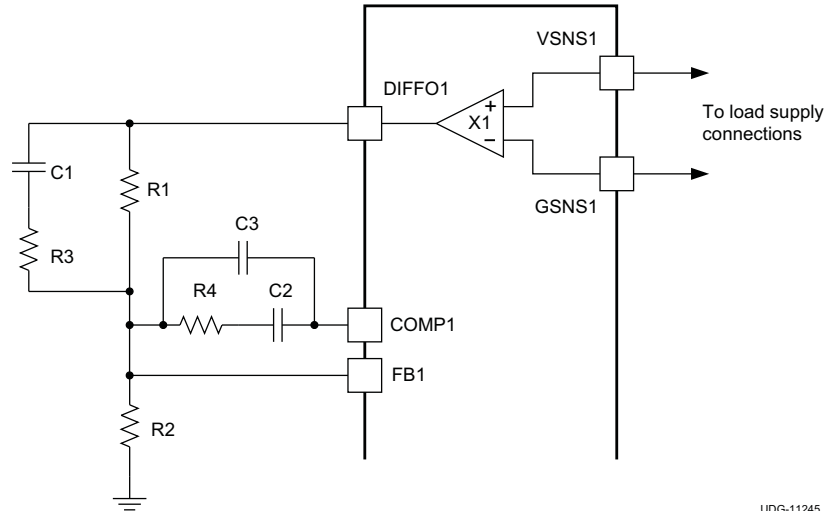 VSNS1
DIFFO1
+
X1
−
To load supply
connections
C1
R1
GSNS1
C3
R3
R4
C2
COMP1
FB1
R2
UDG-11245